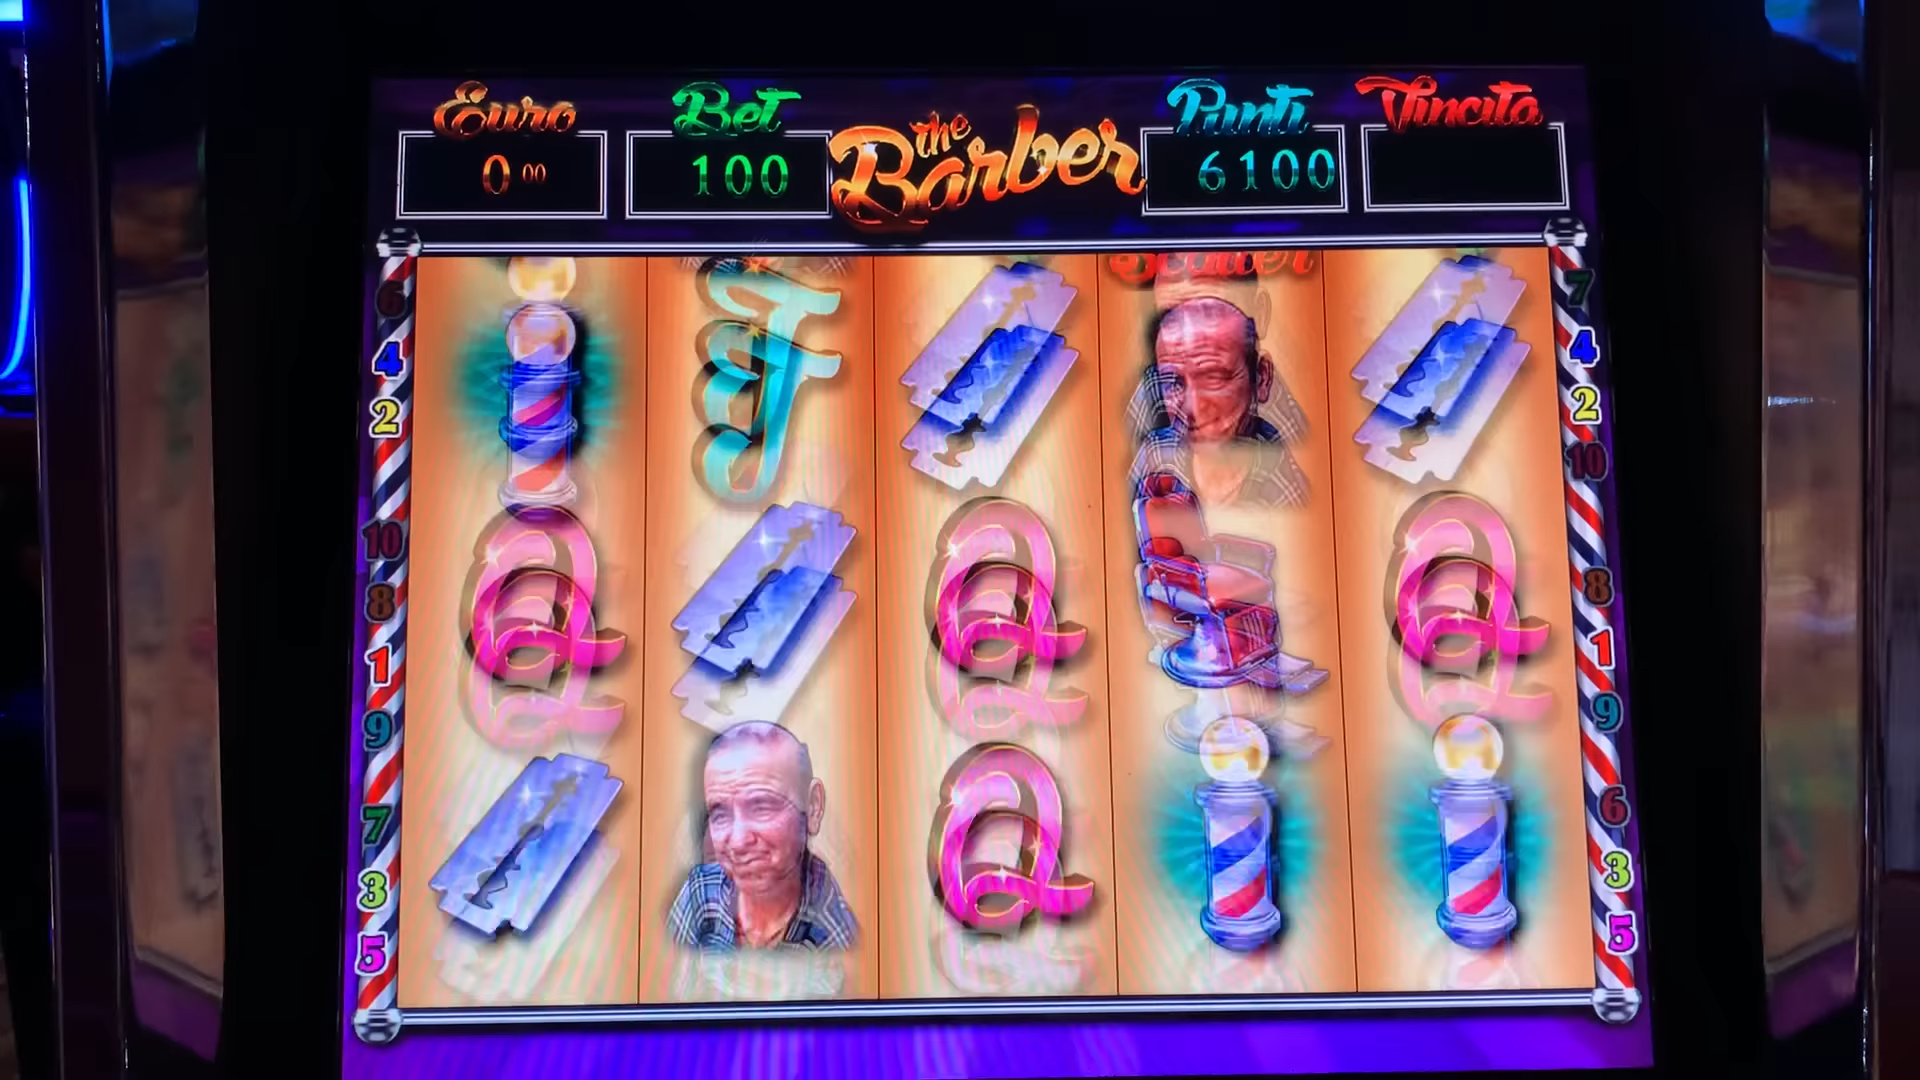 Euro Bet the Punti Vincita
0 00 100 Barber 6100
6 7
4 4
2 2
10 10
8 8
1 1
9 9
7 6
3 3
5 5
J
Q Q Q
Q